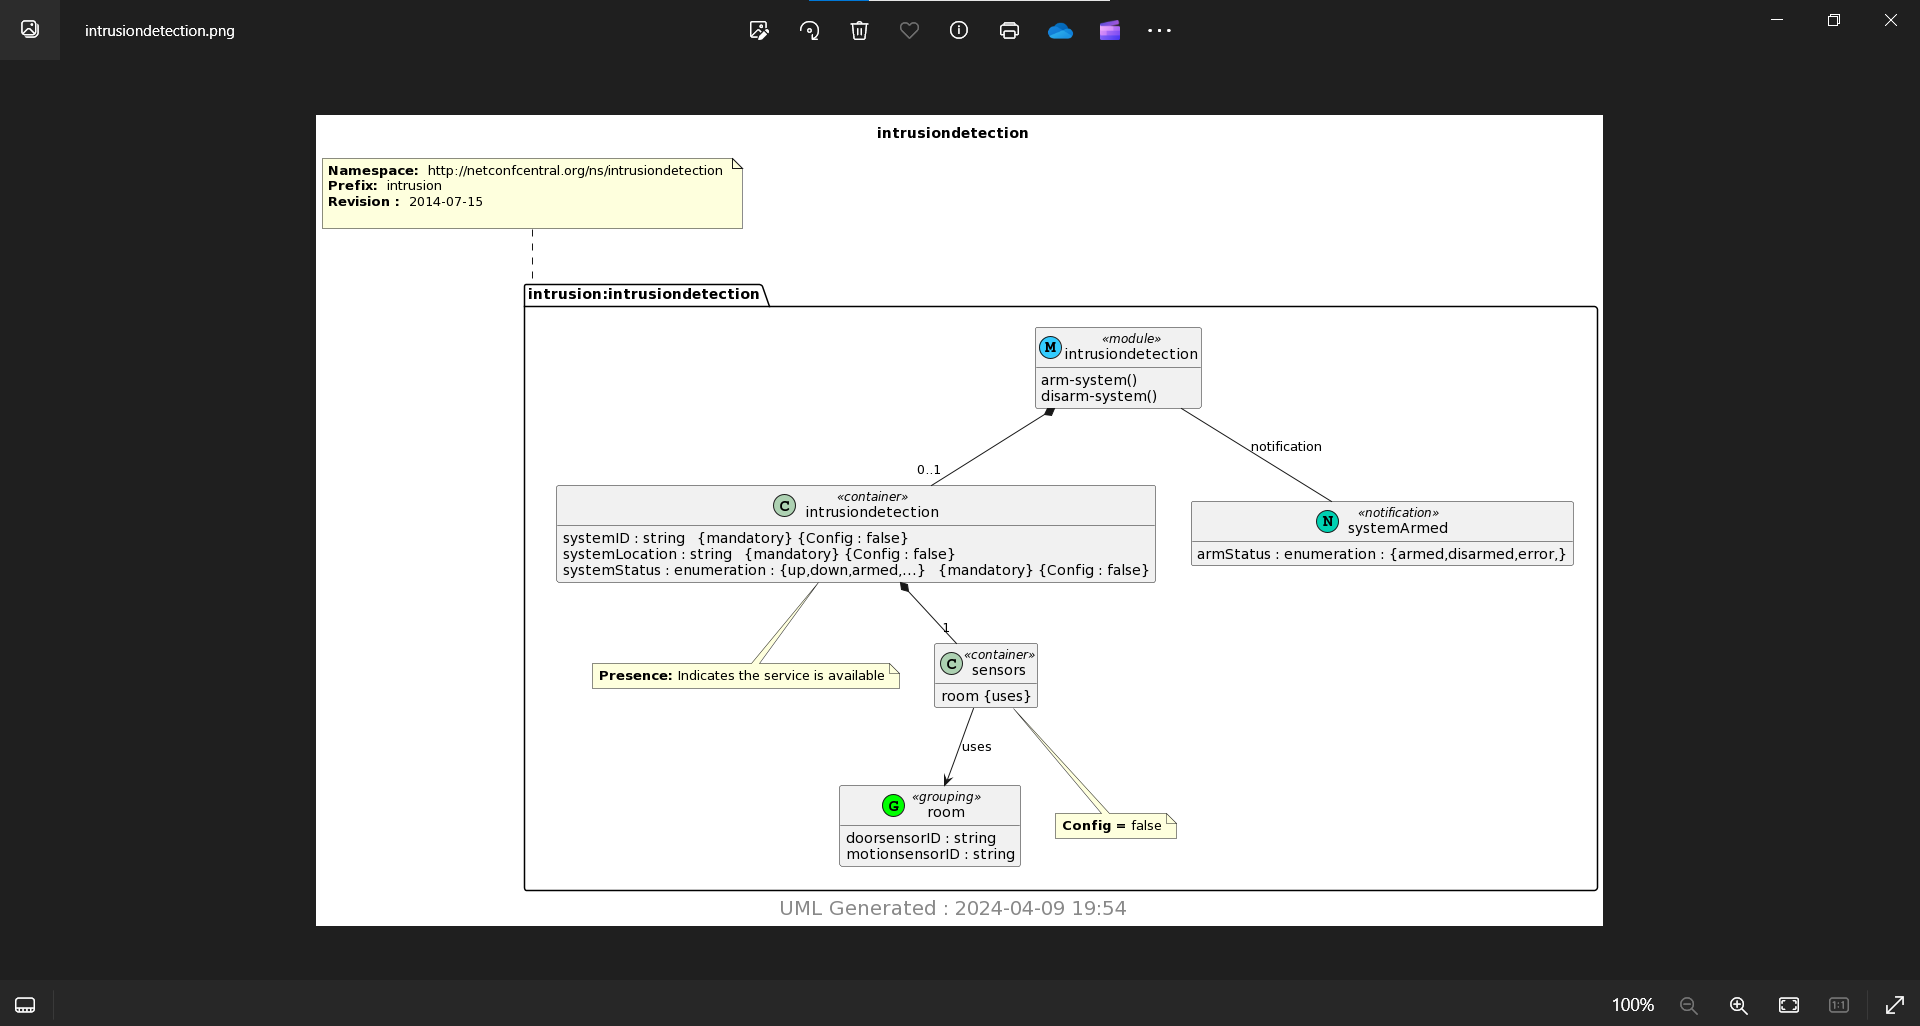 intrusiondetection.png
intrusiondetection
Namespace: http://netconfcentral.org/ns/intrusiondetection
Prefix: intrusion
Revision : 2014-07-15
intrusion:intrusiondetection
M «module»
intrusiondetection
arm-system()
disarm-system()
notification
0..1
C «container»
intrusiondetection
systemID : string {mandatory} {Config : false}
systemLocation : string {mandatory} {Config : false}
systemStatus : enumeration : {up,down,armed,...} {mandatory} {Config : false}
N «notification»
systemArmed
armStatus : enumeration : {armed,disarmed,error,}
1
Presence: Indicates the service is available
C «container»
sensors
room {uses}
uses
G «grouping»
room
doorsensorID : string
motionsensorID : string
Config = false
UML Generated : 2024-04-09 19:54
100%
1:1